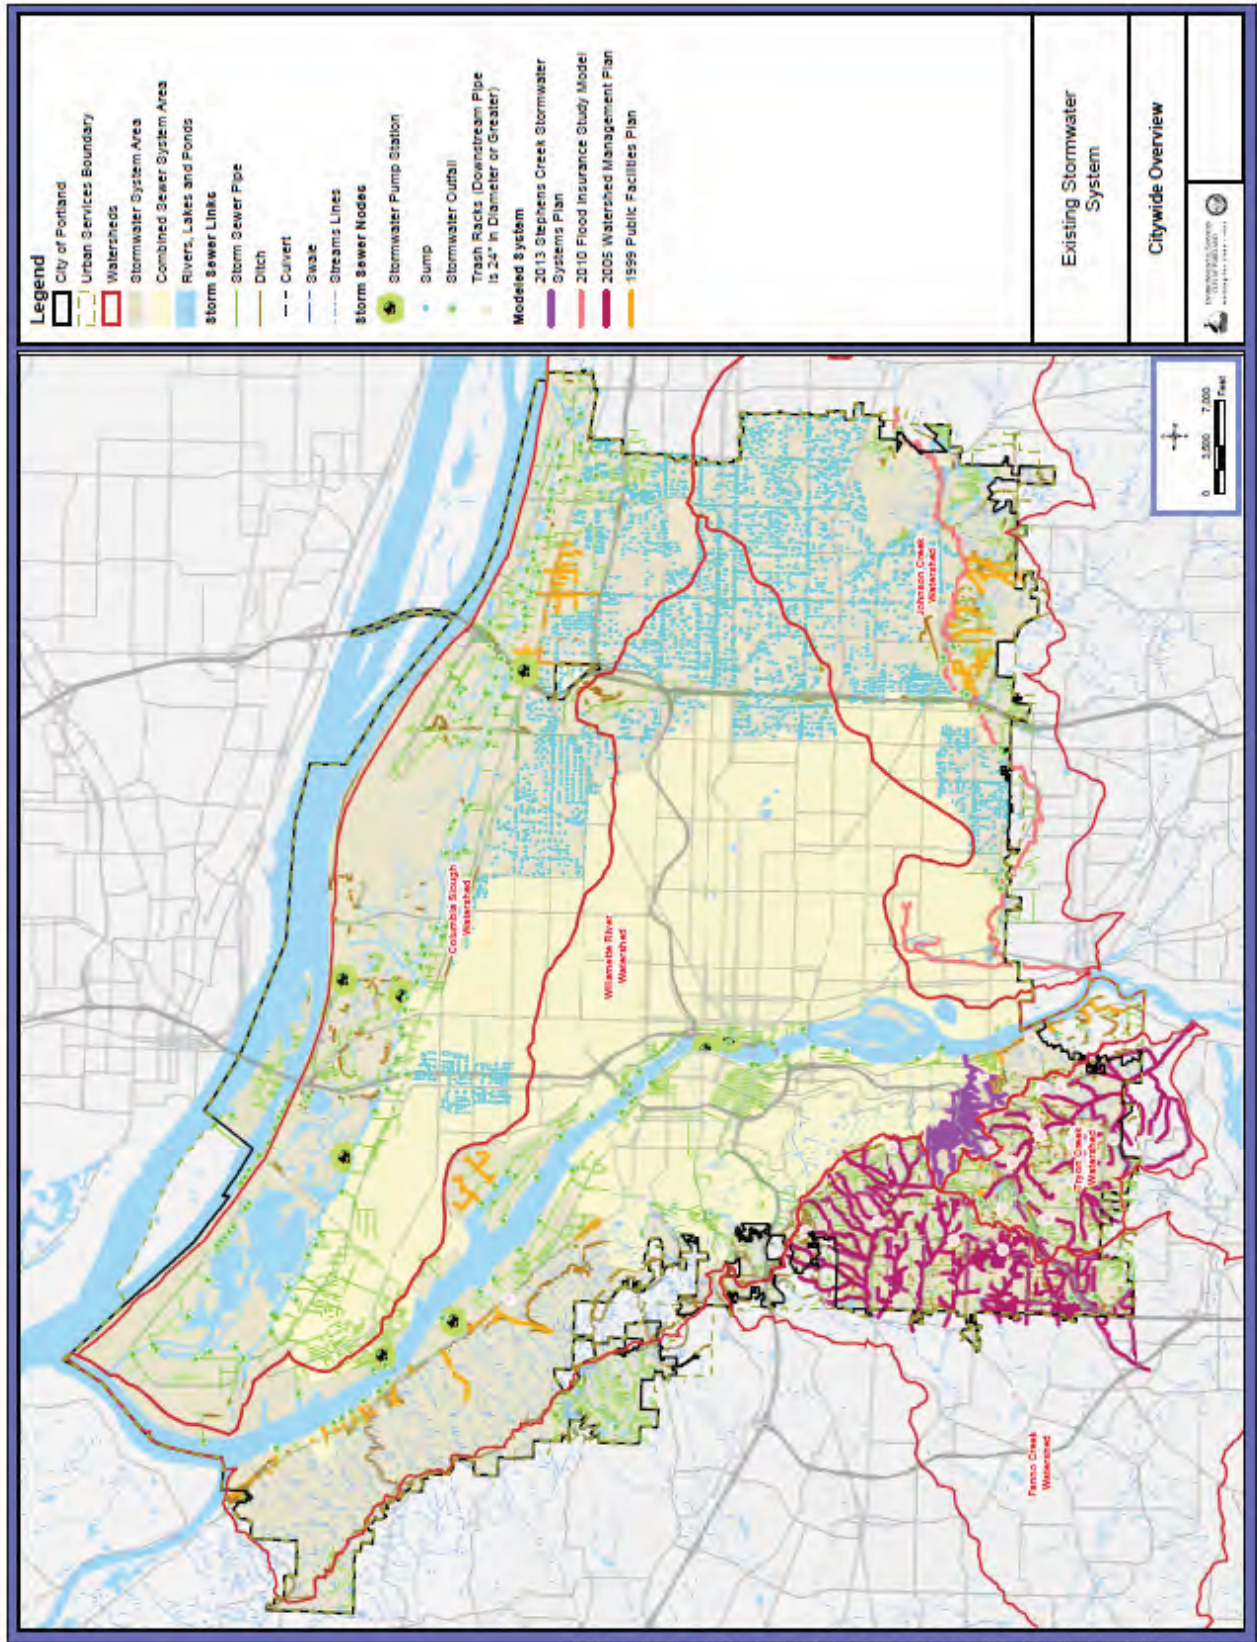 Legend
City of Portland
Urban Services Boundary
Watersheds
Stormwater System Area
Combined Sewer System Area
Rivers, Lakes and Ponds
Storm Sewer Links
Storm Sewer Pipe
Ditch
Culvert
Swale
Streams Lines
Storm Sewer Nodes
Stormwater Pump Station
Sump
Stormwater Outfall
Trash Racks (Downstream Pipe
is 24" in Diameter or Greater)
Modeled System
2013 Stephens Creek Stormwater
Systems Plan
2010 Flood Insurance Study Model
2005 Watershed Management Plan
1999 Public Facilities Plan
Existing Stormwater
System
Citywide Overview
Columbia Slough
Watershed
Willamette River
Watershed
Johnson Creek
Watershed
Tryon Creek
Watershed
Fanno Creek
Watershed
0 3,500 7,000
Feet